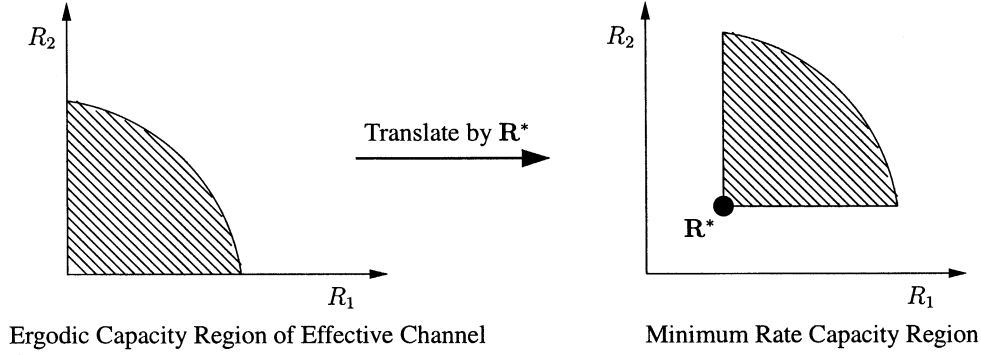 R₂
R₁
Ergodic Capacity Region of Effective Channel
Translate by R*
R₂
R*
R₁
Minimum Rate Capacity Region